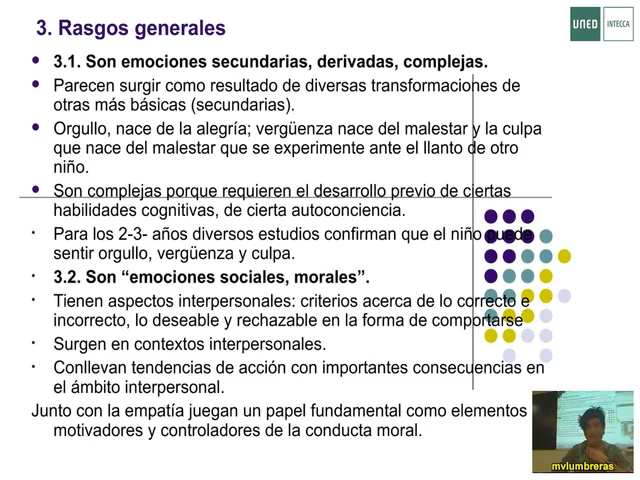 3. Rasgos generales
UNED INTECCA
3.1. Son emociones secundarias, derivadas, complejas.
Parecen surgir como resultado de diversas transformaciones de
otras más básicas (secundarias).
Orgullo, nace de la alegría; vergüenza nace del malestar y la culpa
que nace del malestar que se experimente ante el llanto de otro
niño.
Son complejas porque requieren el desarrollo previo de ciertas
habilidades cognitivas, de cierta autoconciencia.
Para los 2-3- años diversos estudios confirman que el niño puede
sentir orgullo, vergüenza y culpa.
3.2. Son “emociones sociales, morales”.
Tienen aspectos interpersonales: criterios acerca de lo correcto e
incorrecto, lo deseable y rechazable en la forma de comportarse
Surgen en contextos interpersonales.
Conllevan tendencias de acción con importantes consecuencias en
el ámbito interpersonal.
Junto con la empatía juegan un papel fundamental como elementos
motivadores y controladores de la conducta moral.
mvlumbreras